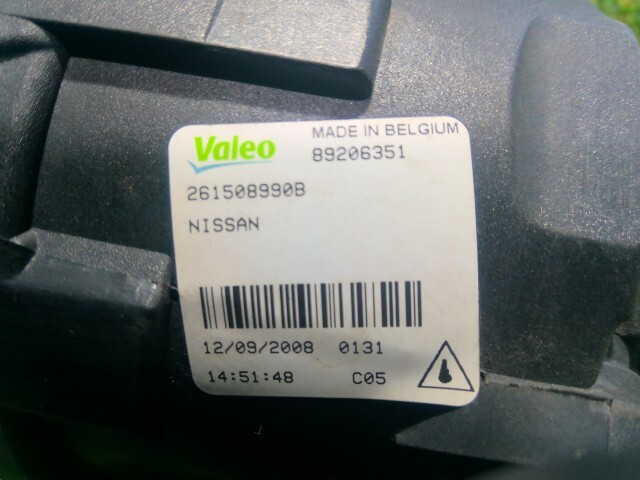 Valeo MADE IN BELGIUM
89206351
261508990B
NISSAN
12/09/2008 0131
14:51:48 C05